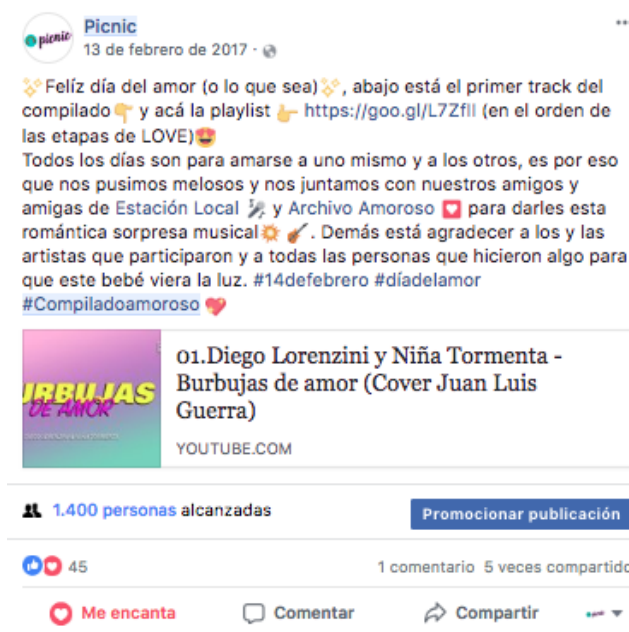 picnic
Picnic
13 de febrero de 2017 ·
✨Felíz día del amor (o lo que sea)✨, abajo está el primer track del
compilado👇 y acá la playlist 👉 https://goo.gl/L7ZfIl (en el orden de
las etapas de LOVE)😍
Todos los días son para amarse a uno mismo y a los otros, es por eso
que nos pusimos melosos y nos juntamos con nuestros amigos y
amigas de Estación Local 🎤 y Archivo Amoroso 💟 para darles esta
romántica sorpresa musical💥 🎸. Demás está agradecer a los y las
artistas que participaron y a todas las personas que hicieron algo para
que este bebé viera la luz. #14defebrero #díadelamor
#Compiladoamoroso 💖
URBUJAS
DE AMOR
01.Diego Lorenzini y Niña Tormenta -
Burbujas de amor (Cover Juan Luis
Guerra)
YOUTUBE.COM
1.400 personas alcanzadas
Promocionar publicación
45
1 comentario 5 veces compartido
Me encanta
Comentar
Compartir